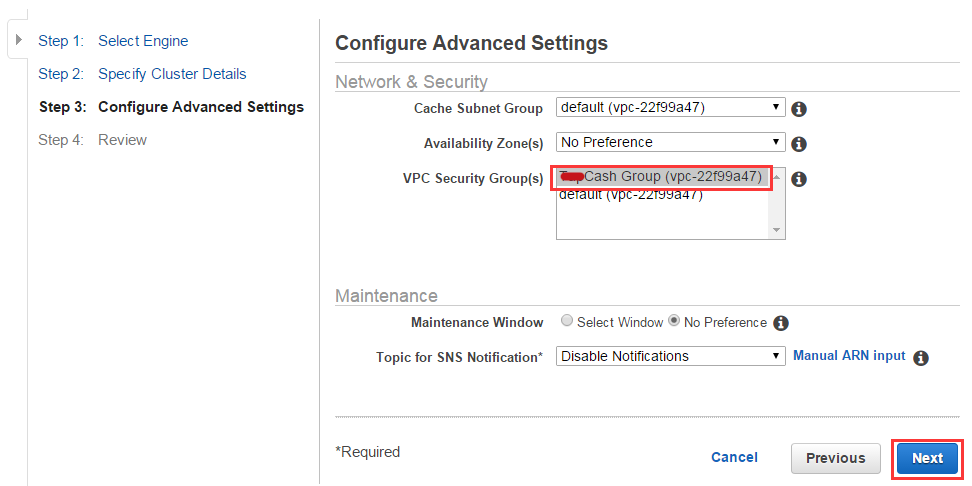 Step 1: Select Engine
Step 2: Specify Cluster Details
Step 3: Configure Advanced Settings
Step 4: Review
Configure Advanced Settings
Network & Security
Cache Subnet Group default (vpc-22f99a47)
Availability Zone(s) No Preference
VPC Security Group(s) Cash Group (vpc-22f99a47)
default (vpc-22f99a47)
Maintenance
Maintenance Window Select Window No Preference
Topic for SNS Notification* Disable Notifications Manual ARN input
*Required Cancel Previous Next